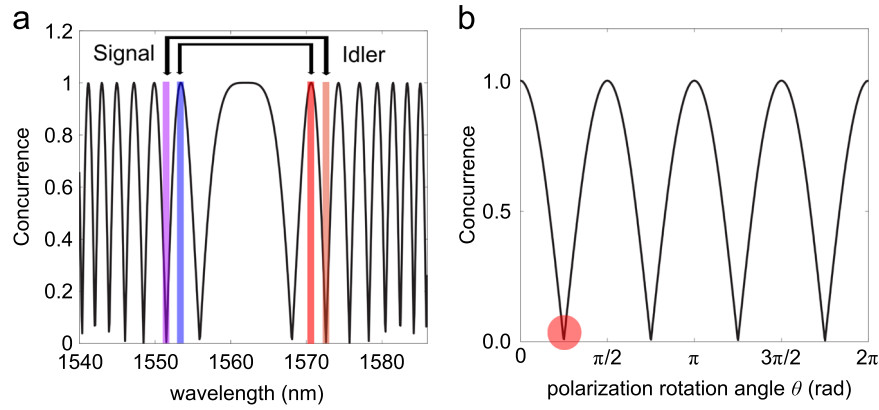 a
1.2
1
0.8
0.6
0.4
0.2
0
Concurrence
Signal
Idler
1540
1550
1560
1570
1580
wavelength (nm)
b
1.0
0.5
0.0
Concurrence
0
π/2
π
3π/2
2π
polarization rotation angle θ (rad)